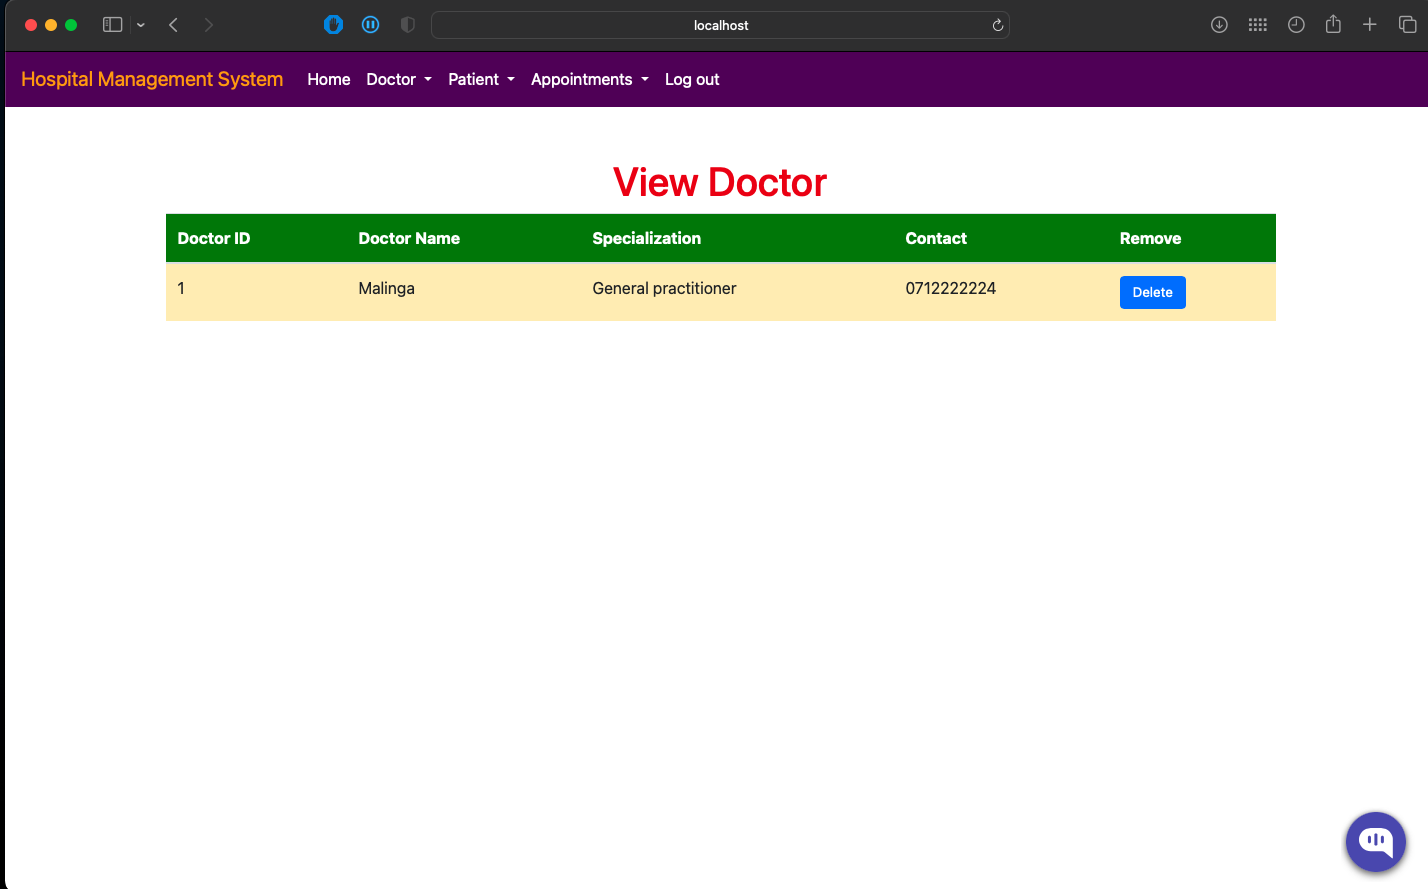 localhost
Hospital Management System Home Doctor Patient Appointments Log out
View Doctor
Doctor ID Doctor Name Specialization Contact Remove
1 Malinga General practitioner 0712222224 Delete